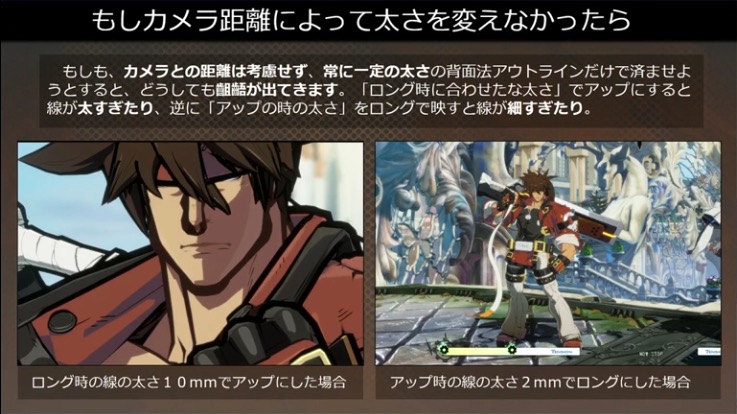 もしカメラ距離によって太さを変えなかったら
もしも、カメラとの距離は考慮せず、常に一定の太さの背面法アウトラインだけで済ませよ
うとすると、どうしても齟齬が出てきます。「ロング時に合わせたな太さ」でアップにすると
線が太すぎたり、逆に「アップの時の太さ」をロングで映すと線が細すぎたり。
ロング時の線の太さ１０ｍｍでアップにした場合
アップ時の線の太さ２ｍｍでロングにした場合